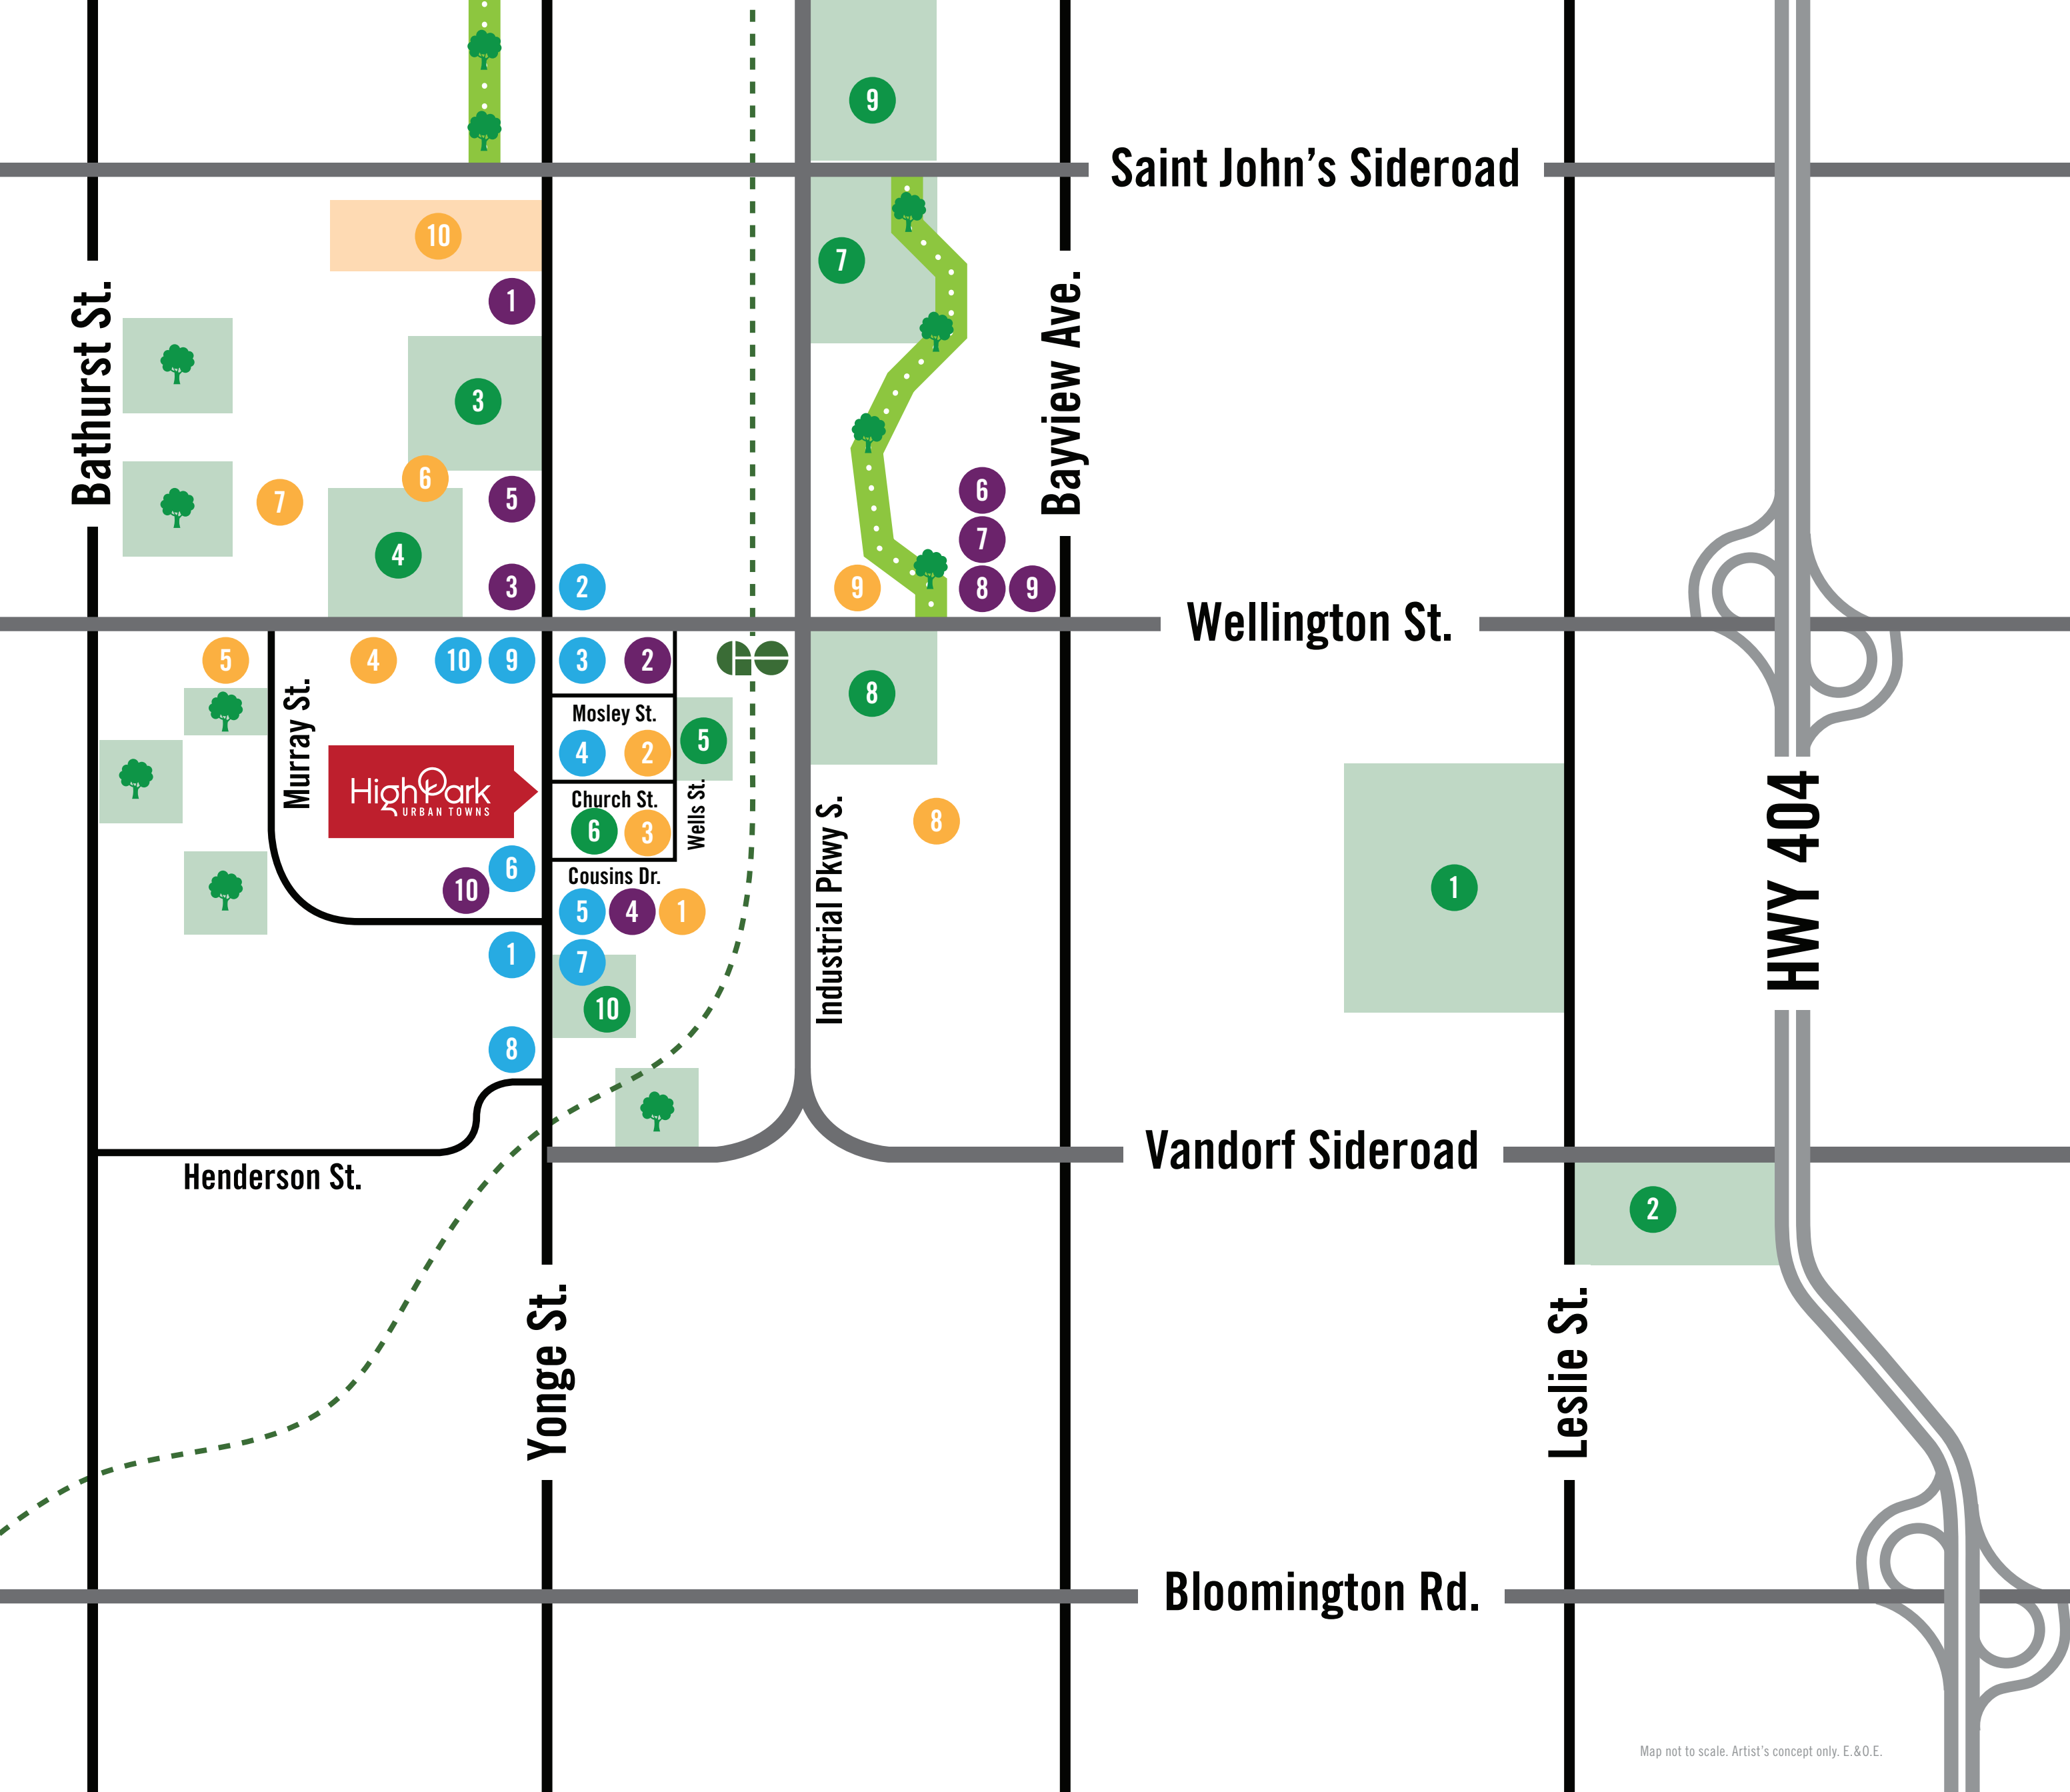 9
Saint John's Sideroad
10
7
1
Bathurst St.
Bayview Ave.
3
6
7
5
6
7
4
3
2
9
8
9
Wellington St.
5
4
10
9
3
2
8
Murray St.
Mosley St.
4
2
5
HighPark
URBAN TOWNS
Church St.
6
3
Wells St.
8
Industrial Pkwy S.
HWY 404
6
10
Cousins Dr.
5
4
1
1
1
7
10
8
Vandorf Sideroad
Henderson St.
2
Yonge St.
Leslie St.
Bloomington Rd.
Map not to scale. Artist's concept only. E.&O.E.